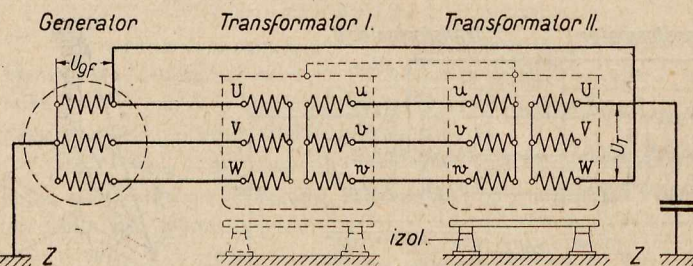 Generator Transformator I. Transformator II.
Ugf
U u u U
V v v V
W w w W
UT
izol.
Z Z